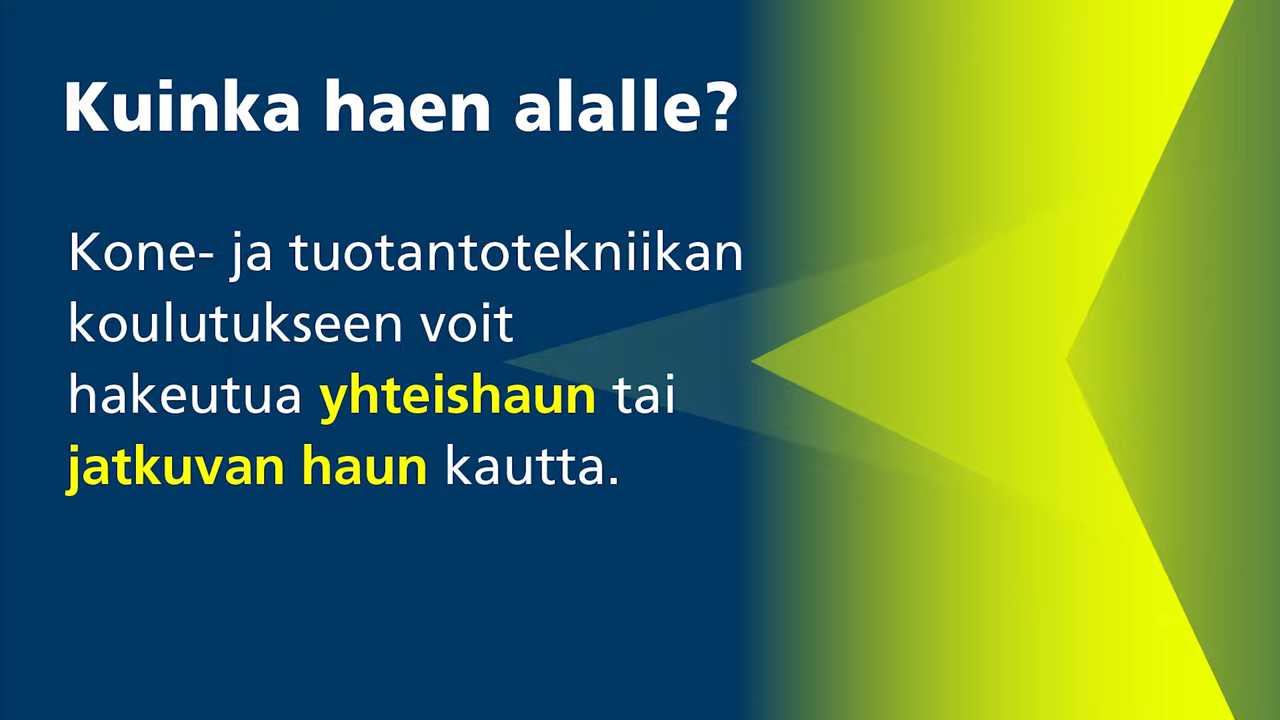 Kuinka haen alalle?
Kone- ja tuotantotekniikan
koulutukseen voit
hakeutua yhteishaun tai
jatkuvan haun kautta.